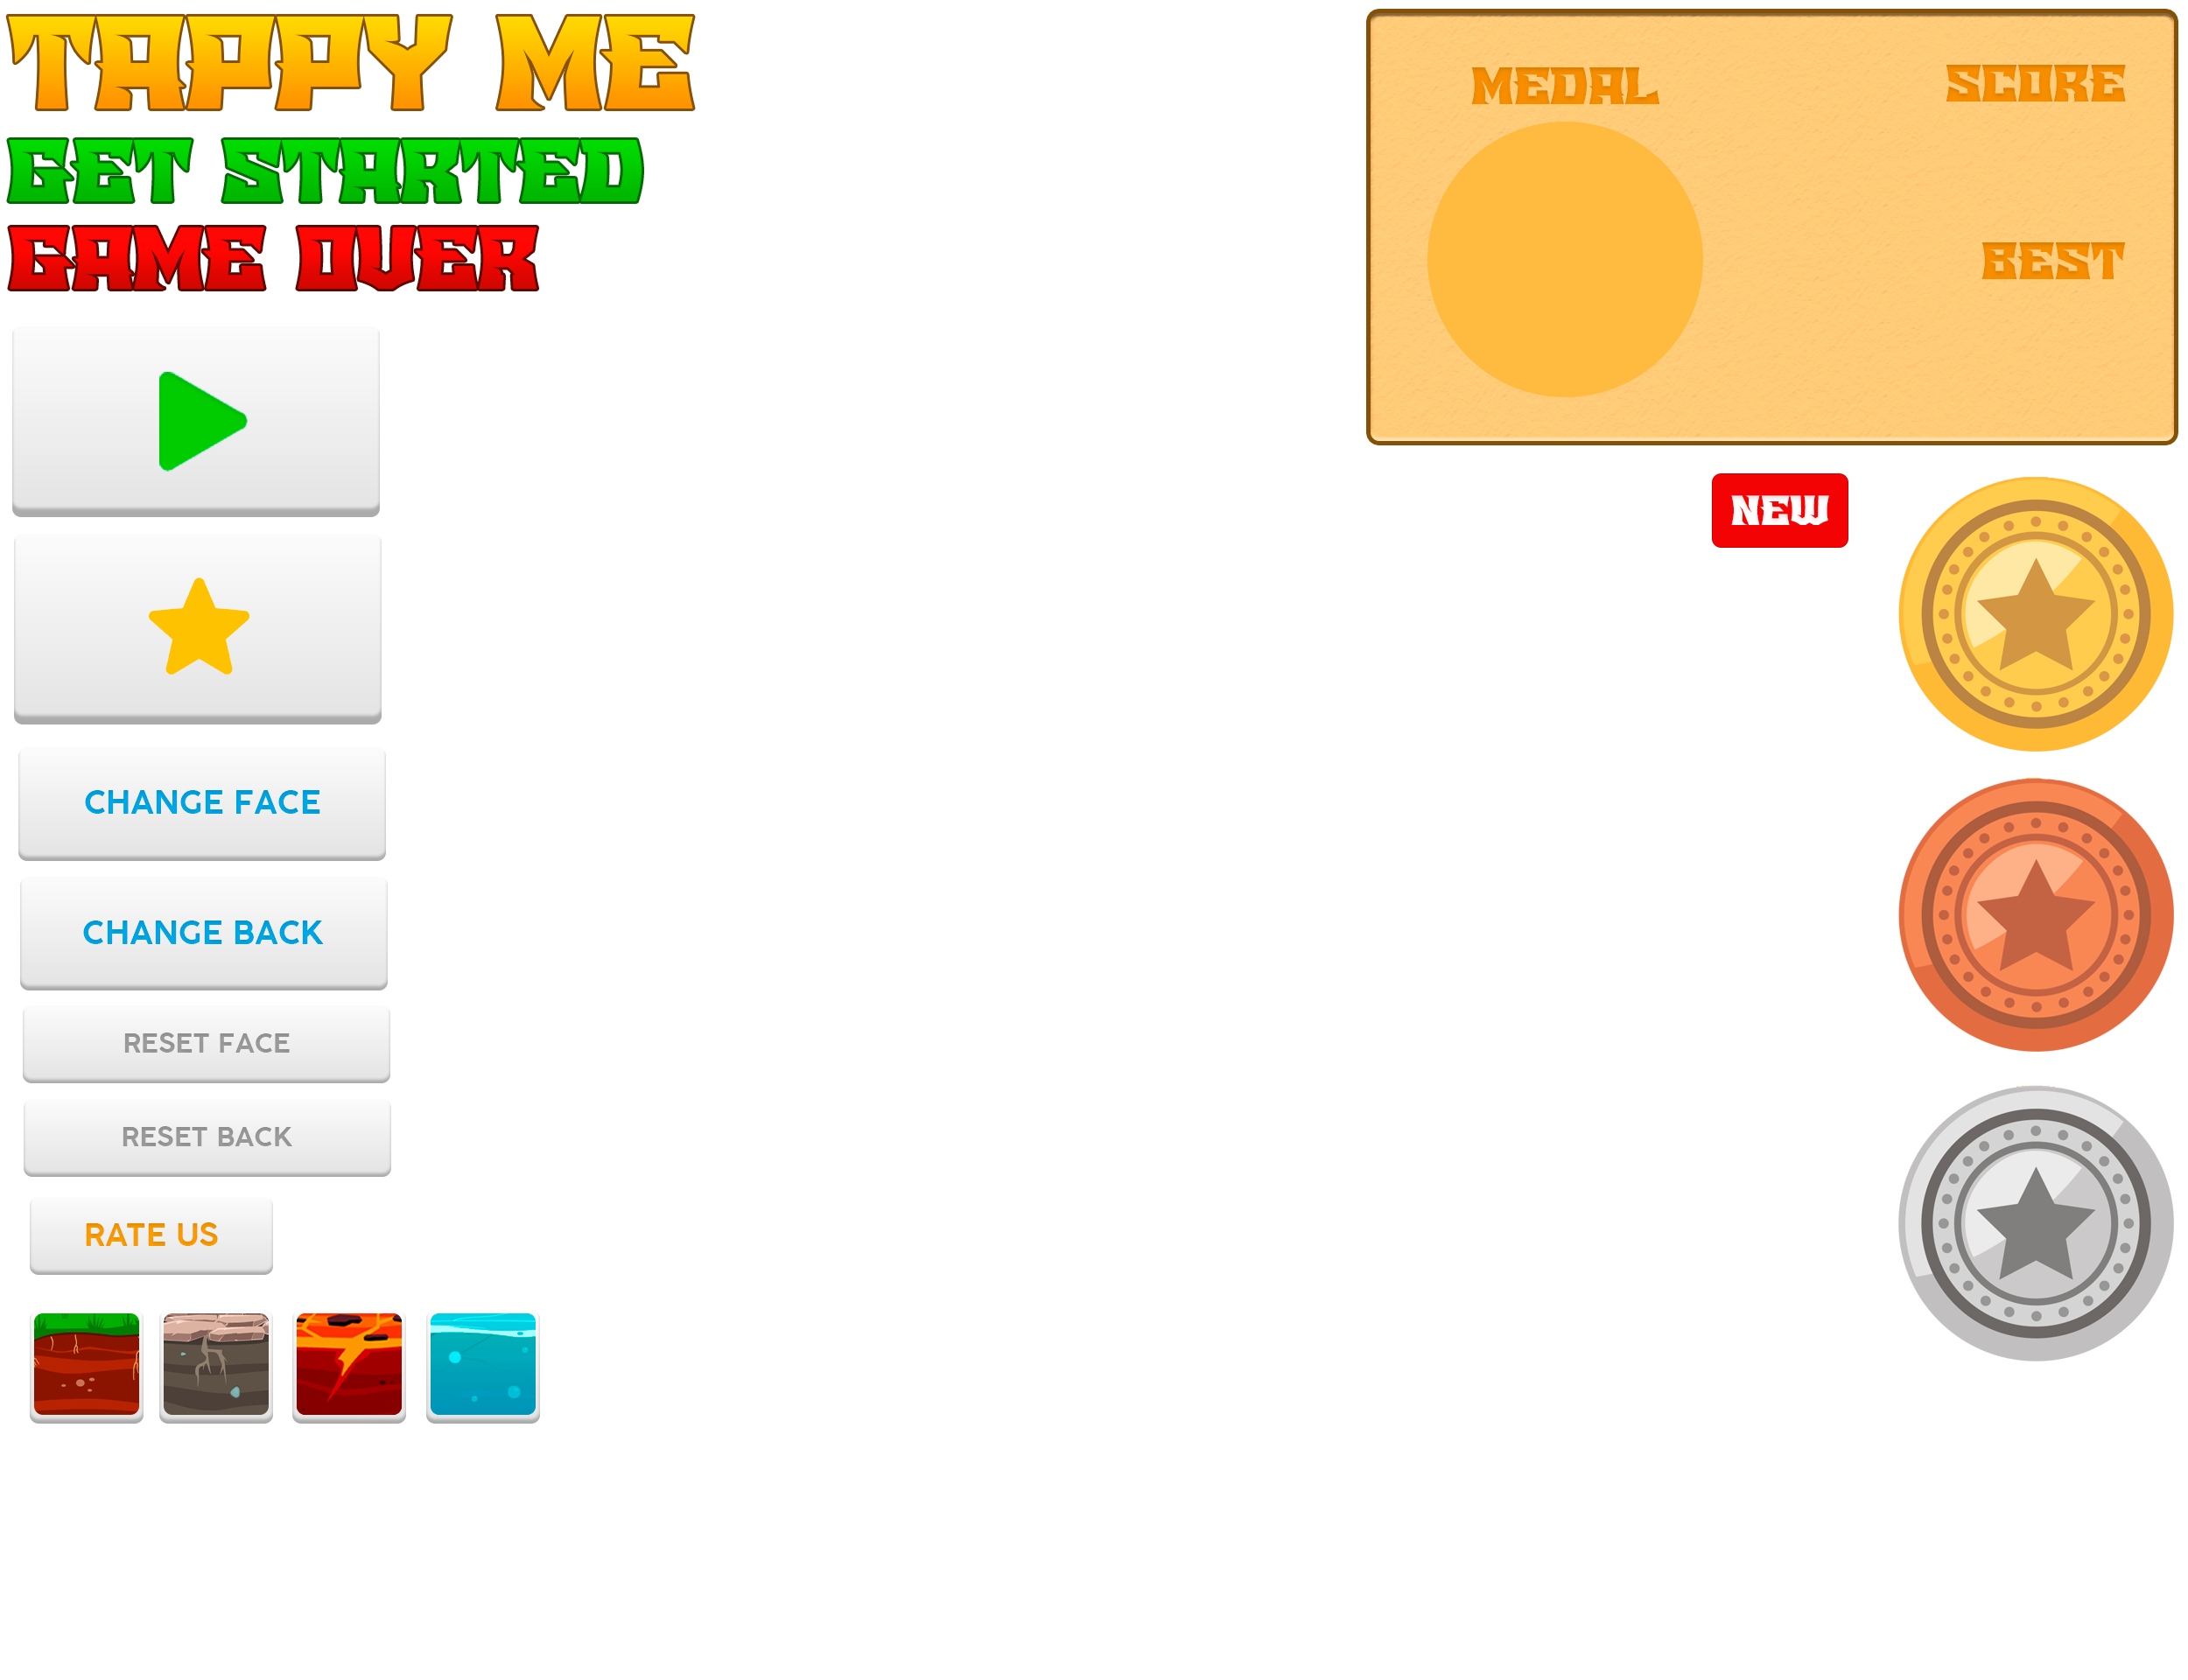 TAPPY ME
GET STARTED
GAME OVER
CHANGE FACE
CHANGE BACK
RESET FACE
RESET BACK
RATE US
MEDAL
SCORE
BEST
NEW